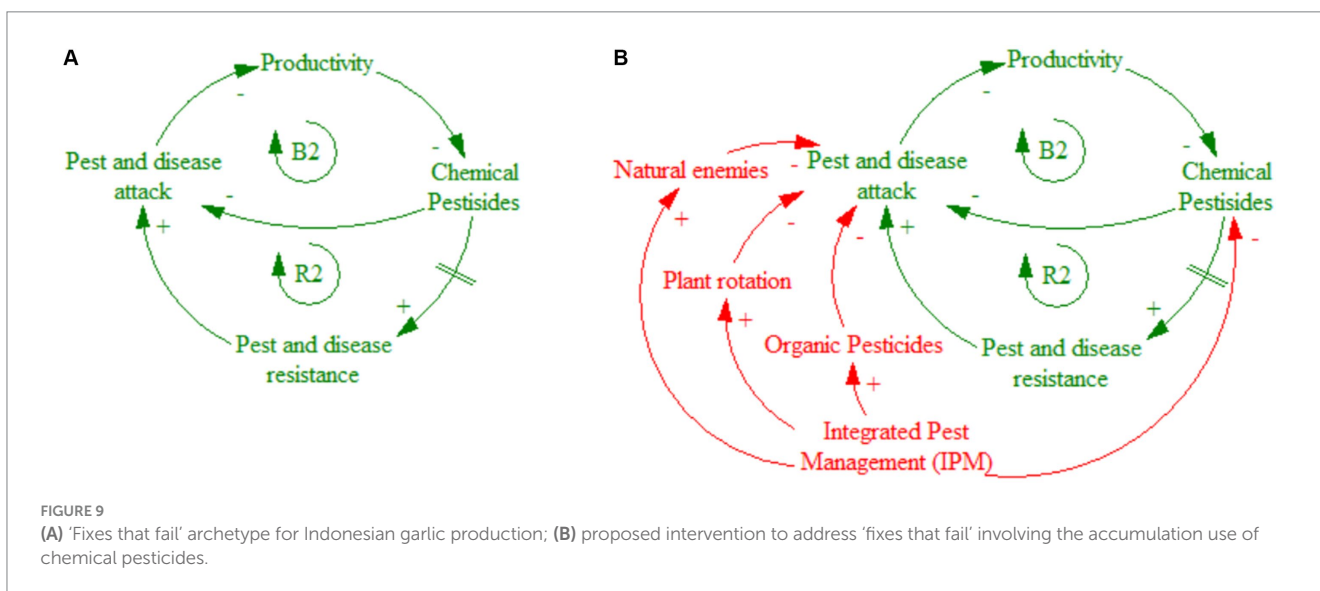 A
Productivity
-
B2
-
Pest and disease
attack
Chemical
Pestisides
-
+
R2
+
Pest and disease
resistance
B
Productivity
-
B2
-
Natural enemies
-
Pest and disease
attack
Chemical
Pestisides
-
+
-
+
-
-
Plant rotation
R2
+
+
Organic Pesticides
Pest and disease
resistance
+
Integrated Pest
Management (IPM)
FIGURE 9
(A) 'Fixes that fail' archetype for Indonesian garlic production; (B) proposed intervention to address 'fixes that fail' involving the accumulation use of
chemical pesticides.